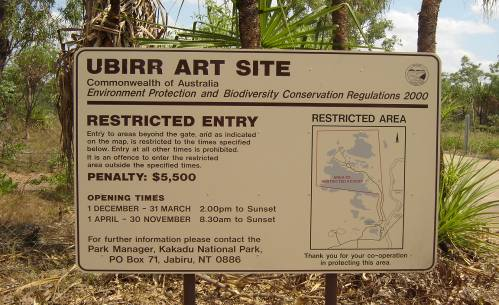 UBIRR ART SITE
Commonwealth of Australia
Environment Protection and Biodiversity Conservation Regulations 2000
RESTRICTED ENTRY
Entry to areas beyond the gate, and as indicated
on the map, is restricted to the times specified
below. Entry at all other times is prohibited.
It is an offence to enter the restricted
area outside the specified times.
PENALTY: $5,500
OPENING TIMES
1 DECEMBER – 31 MARCH 2.00pm to Sunset
1 APRIL – 30 NOVEMBER 8.30am to Sunset
For further information please contact the
Park Manager, Kakadu National Park,
PO Box 71, Jabiru, NT 0886
RESTRICTED AREA
AREA OF
RESTRICTED ACCESS
Thank you for your co-operation
in protecting this area.